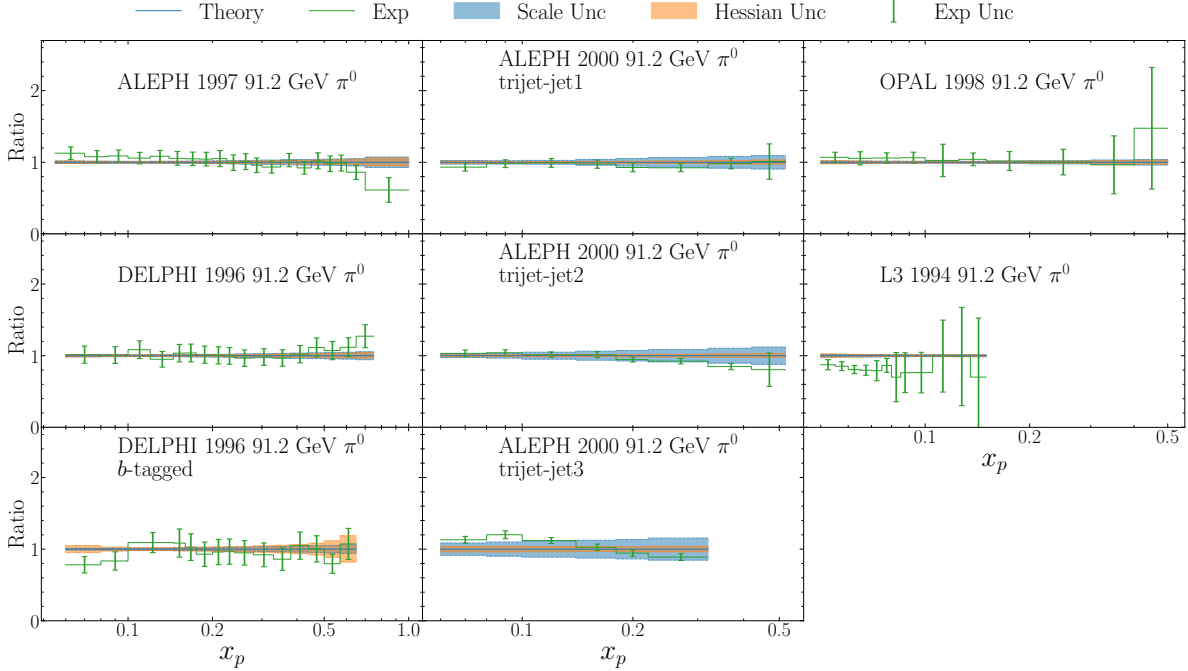 Theory Exp Scale Unc Hessian Unc Exp Unc
ALEPH 1997 91.2 GeV π⁰
ALEPH 2000 91.2 GeV π⁰
trijet-jet1
OPAL 1998 91.2 GeV π⁰
Ratio
2
1
0
DELPHI 1996 91.2 GeV π⁰
ALEPH 2000 91.2 GeV π⁰
trijet-jet2
L3 1994 91.2 GeV π⁰
Ratio
2
1
0
0.1 0.2 0.5
x_p
DELPHI 1996 91.2 GeV π⁰
b-tagged
ALEPH 2000 91.2 GeV π⁰
trijet-jet3
Ratio
2
1
0
0.1 0.2 0.5 1.0
0.1 0.2 0.5
x_p
x_p